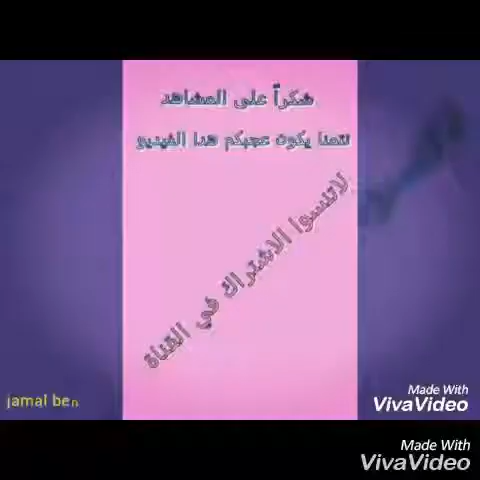 شكراً على المشاهد
نتمنا يكون عجبكم هدا الفيديو
لاتنسوا الاشتراك في القناة
jamal ben
Made With
VivaVideo
Made With
VivaVideo